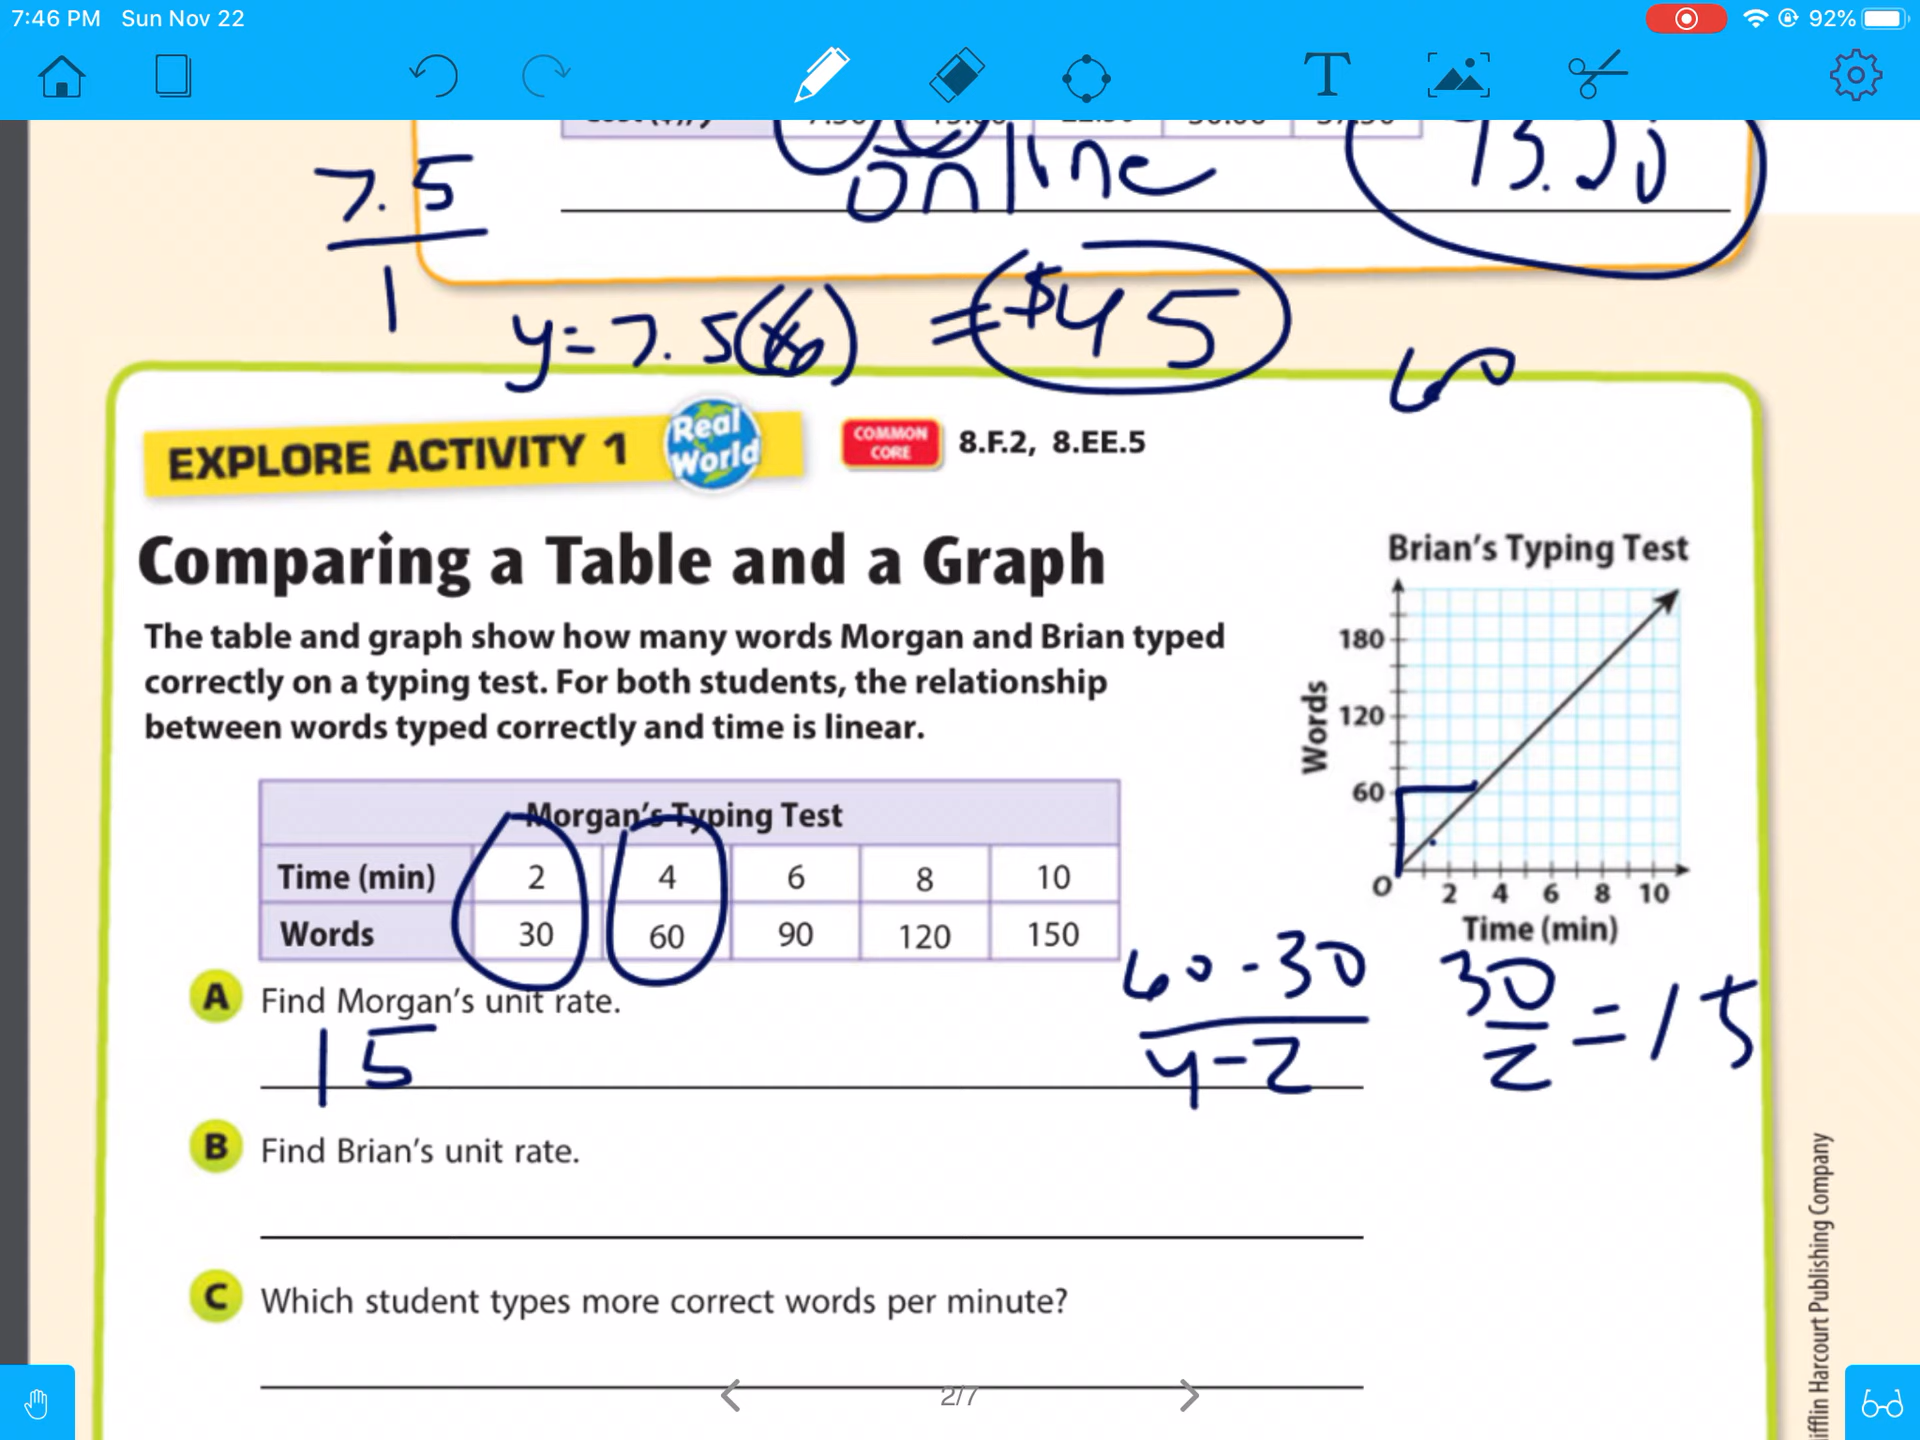 7:46 PM Sun Nov 22
92%
T
7.5
1
online
y=7.5(6) = $45
60
EXPLORE ACTIVITY 1
Real World
COMMON CORE
8.F.2, 8.EE.5
Comparing a Table and a Graph
The table and graph show how many words Morgan and Brian typed
correctly on a typing test. For both students, the relationship
between words typed correctly and time is linear.
Brian's Typing Test
Words
180
120
60
O 2 4 6 8 10
Time (min)
Morgan's Typing Test
Time (min) 2 4 6 8 10
Words 30 60 90 120 150
60-30
4-2
30
2
=15
A Find Morgan's unit rate.
15
B Find Brian's unit rate.
C Which student types more correct words per minute?
2/7
ifflin Harcourt Publishing Company